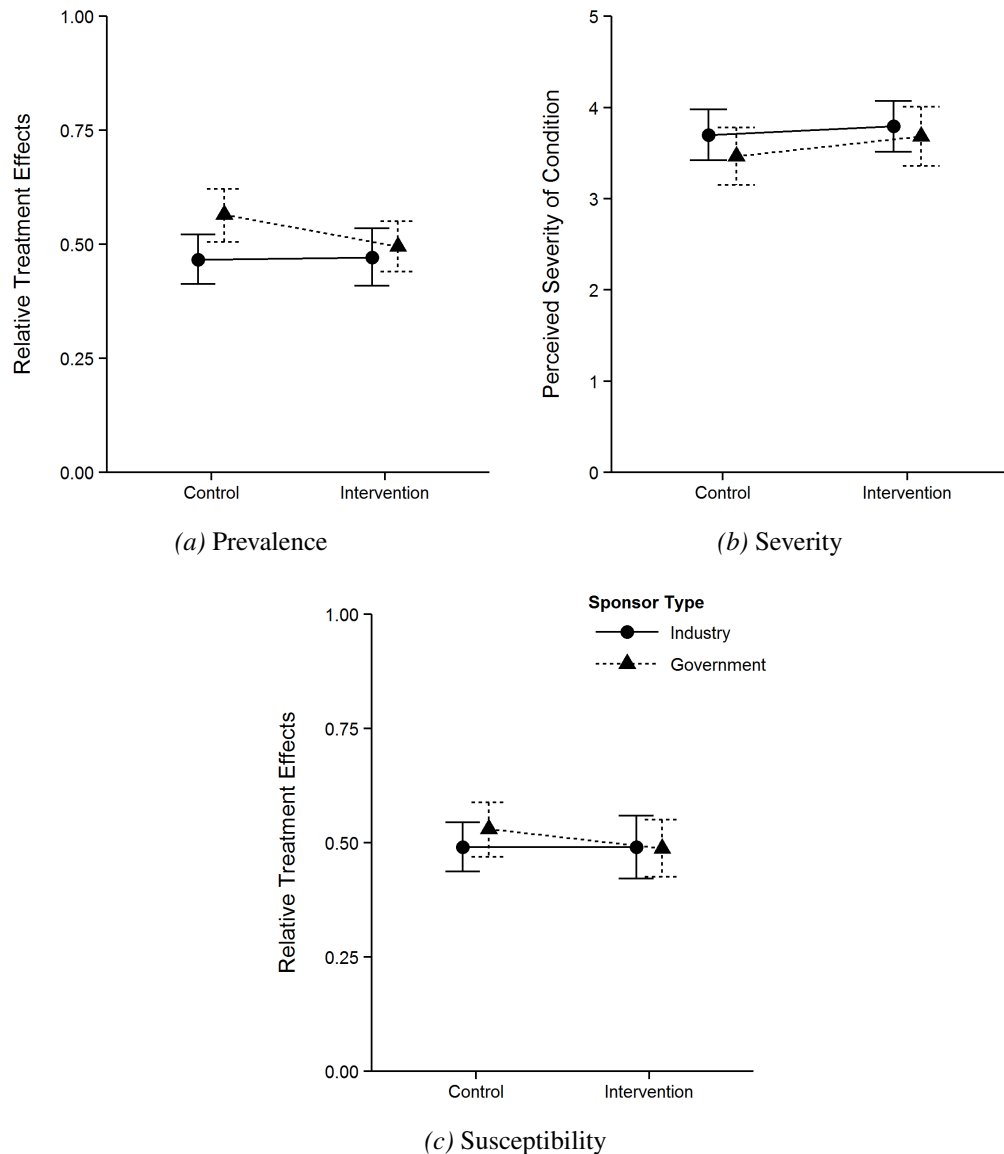 Relative Treatment Effects
1.00
0.75
0.50
0.25
0.00
Control
Intervention
(a) Prevalence
Perceived Severity of Condition
5
4
3
2
1
0
Control
Intervention
(b) Severity
Sponsor Type
Industry
Government
Relative Treatment Effects
1.00
0.75
0.50
0.25
0.00
Control
Intervention
(c) Susceptibility